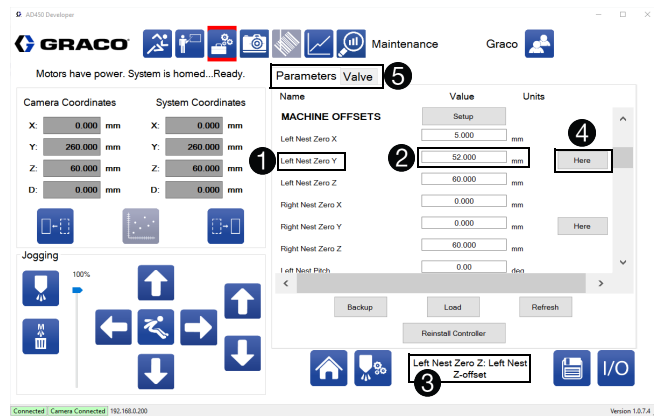 AD450 Developer
GRACO
Maintenance
Graco
Motors have power. System is homed...Ready.
Parameters Valve 5
Camera Coordinates
System Coordinates
X: 0.000 mm X: 0.000 mm
Y: 260.000 mm Y: 260.000 mm
Z: 60.000 mm Z: 60.000 mm
D: 0.000 mm D: 0.000 mm
Name Value Units
MACHINE OFFSETS Setup
Left Nest Zero X 5.000 mm
4
1 Left Nest Zero Y 2 52.000 mm Here
Left Nest Zero Z 60.000 mm
Right Nest Zero X 0.000 mm
Right Nest Zero Y 0.000 mm Here
Right Nest Zero Z 60.000 mm
Left Nest Pitch 0.00 deg
Jogging
100%
M
Backup Load Refresh
Reinstall Controller
Left Nest Zero Z: Left Nest
Z-offset
3
I/O
Connected Camera Connected 192.168.0.200
Version 1.0.7.4